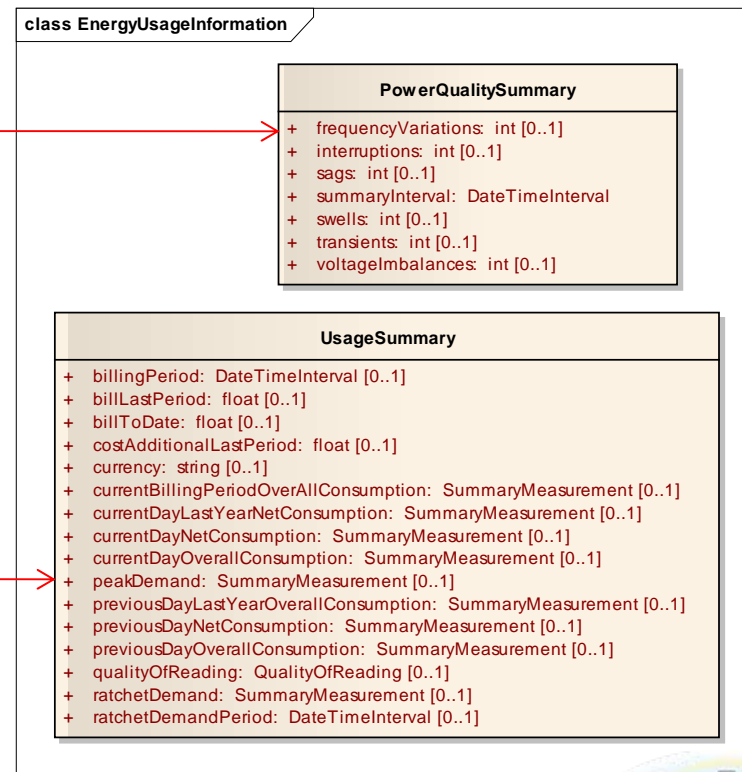 class EnergyUsageInformation
PowerQualitySummary
+ frequencyVariations: int [0..1]
+ interruptions: int [0..1]
+ sags: int [0..1]
+ summaryInterval: DateTimeInterval
+ swells: int [0..1]
+ transients: int [0..1]
+ voltageImbalances: int [0..1]
UsageSummary
+ billingPeriod: DateTimeInterval [0..1]
+ billLastPeriod: float [0..1]
+ billToDate: float [0..1]
+ costAdditionalLastPeriod: float [0..1]
+ currency: string [0..1]
+ currentBillingPeriodOverAllConsumption: SummaryMeasurement [0..1]
+ currentDayLastYearNetConsumption: SummaryMeasurement [0..1]
+ currentDayNetConsumption: SummaryMeasurement [0..1]
+ currentDayOverallConsumption: SummaryMeasurement [0..1]
+ peakDemand: SummaryMeasurement [0..1]
+ previousDayLastYearOverallConsumption: SummaryMeasurement [0..1]
+ previousDayNetConsumption: SummaryMeasurement [0..1]
+ previousDayOverallConsumption: SummaryMeasurement [0..1]
+ qualityOfReading: QualityOfReading [0..1]
+ ratchetDemand: SummaryMeasurement [0..1]
+ ratchetDemandPeriod: DateTimeInterval [0..1]